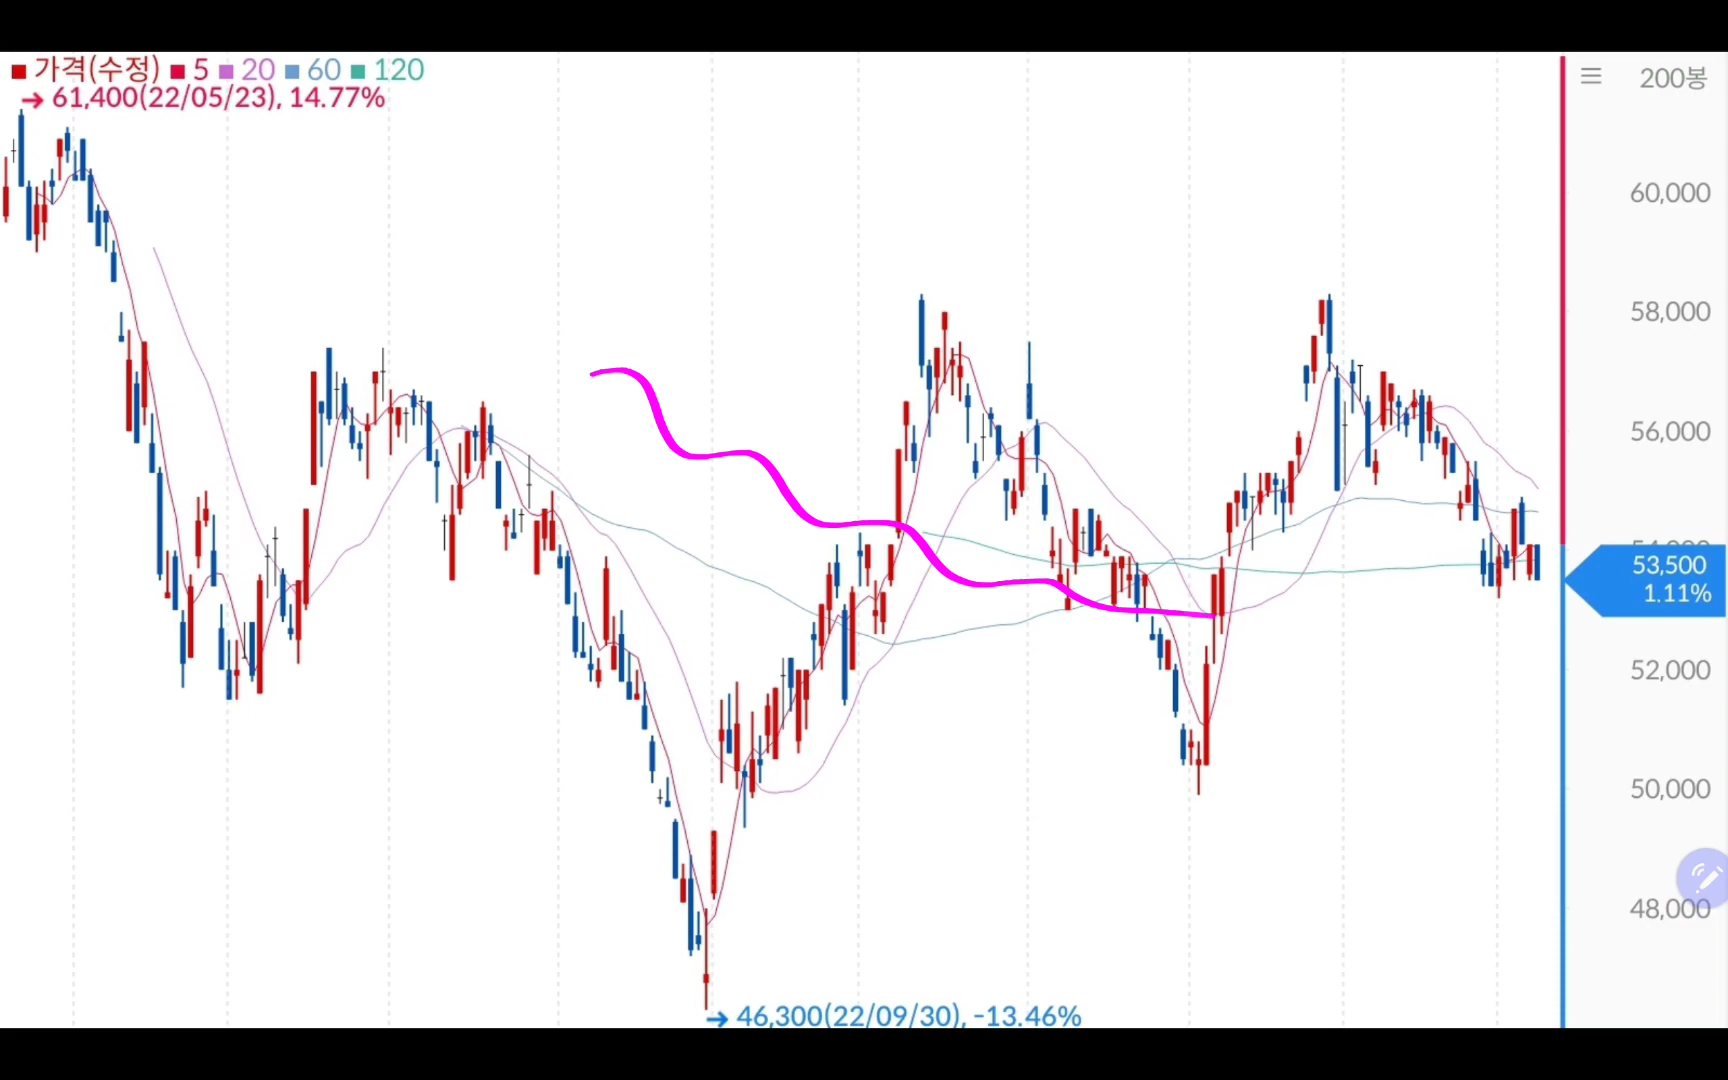 가격(수정) 5 20 60 120
→ 61,400(22/05/23), 14.77%
200봉
60,000
58,000
56,000
53,500
1.11%
52,000
50,000
48,000
→ 46,300(22/09/30), -13.46%